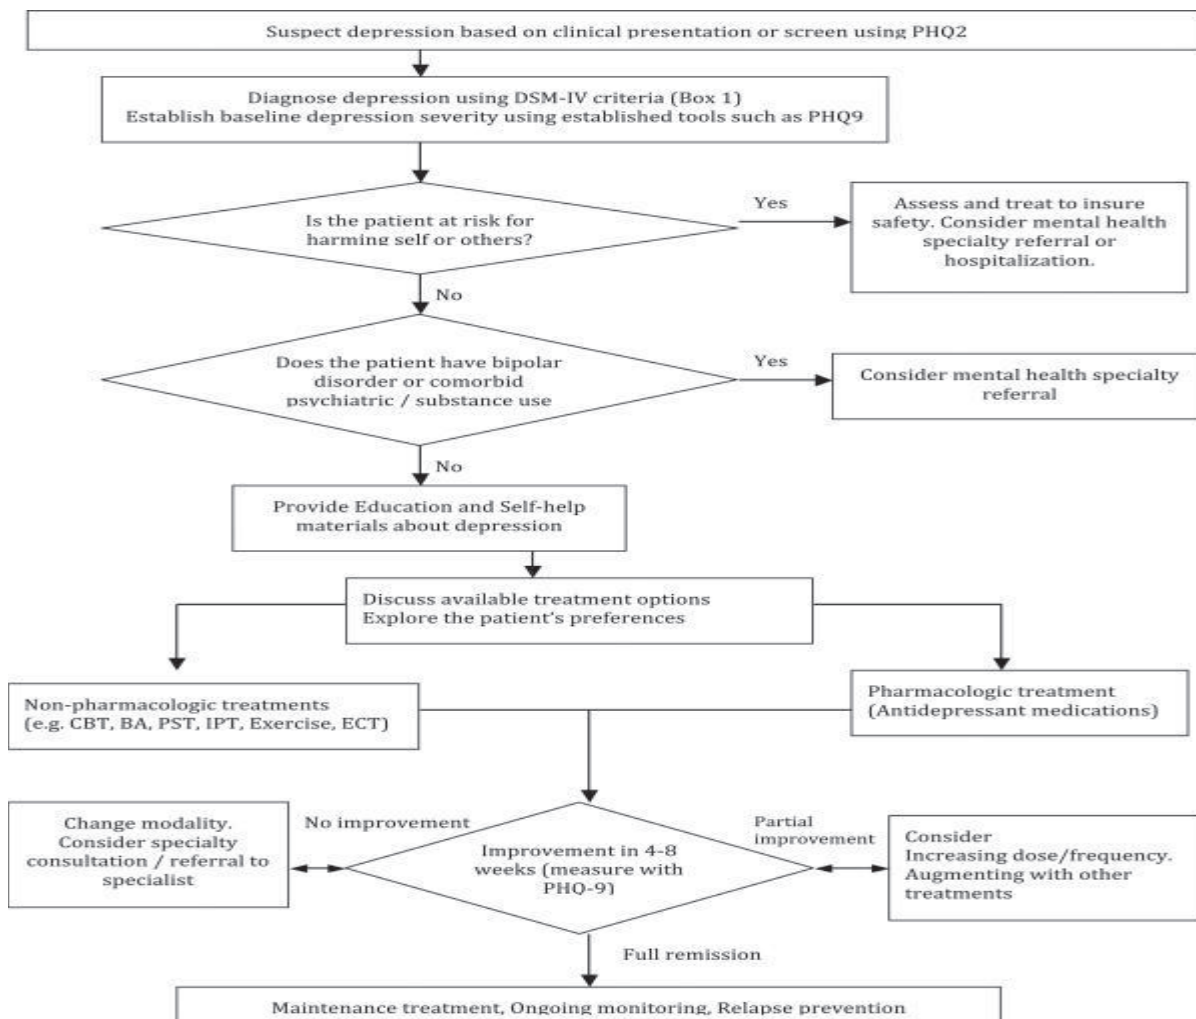 Suspect depression based on clinical presentation or screen using PHQ2
Diagnose depression using DSM-IV criteria (Box 1)
Establish baseline depression severity using established tools such as PHQ9
Is the patient at risk for
harming self or others?
Yes
Assess and treat to insure
safety. Consider mental health
specialty referral or
hospitalization.
No
Does the patient have bipolar
disorder or comorbid
psychiatric / substance use
Yes
Consider mental health specialty
referral
No
Provide Education and Self-help
materials about depression
Discuss available treatment options
Explore the patient's preferences
Non-pharmacologic treatments
(e.g. CBT, BA, PST, IPT, Exercise, ECT)
Pharmacologic treatment
(Antidepressant medications)
Change modality.
Consider specialty
consultation / referral to
specialist
No improvement
Improvement in 4-8
weeks (measure with
PHQ-9)
Partial
improvement
Consider
Increasing dose/frequency.
Augmenting with other
treatments
Full remission
Maintenance treatment, Ongoing monitoring, Relapse prevention